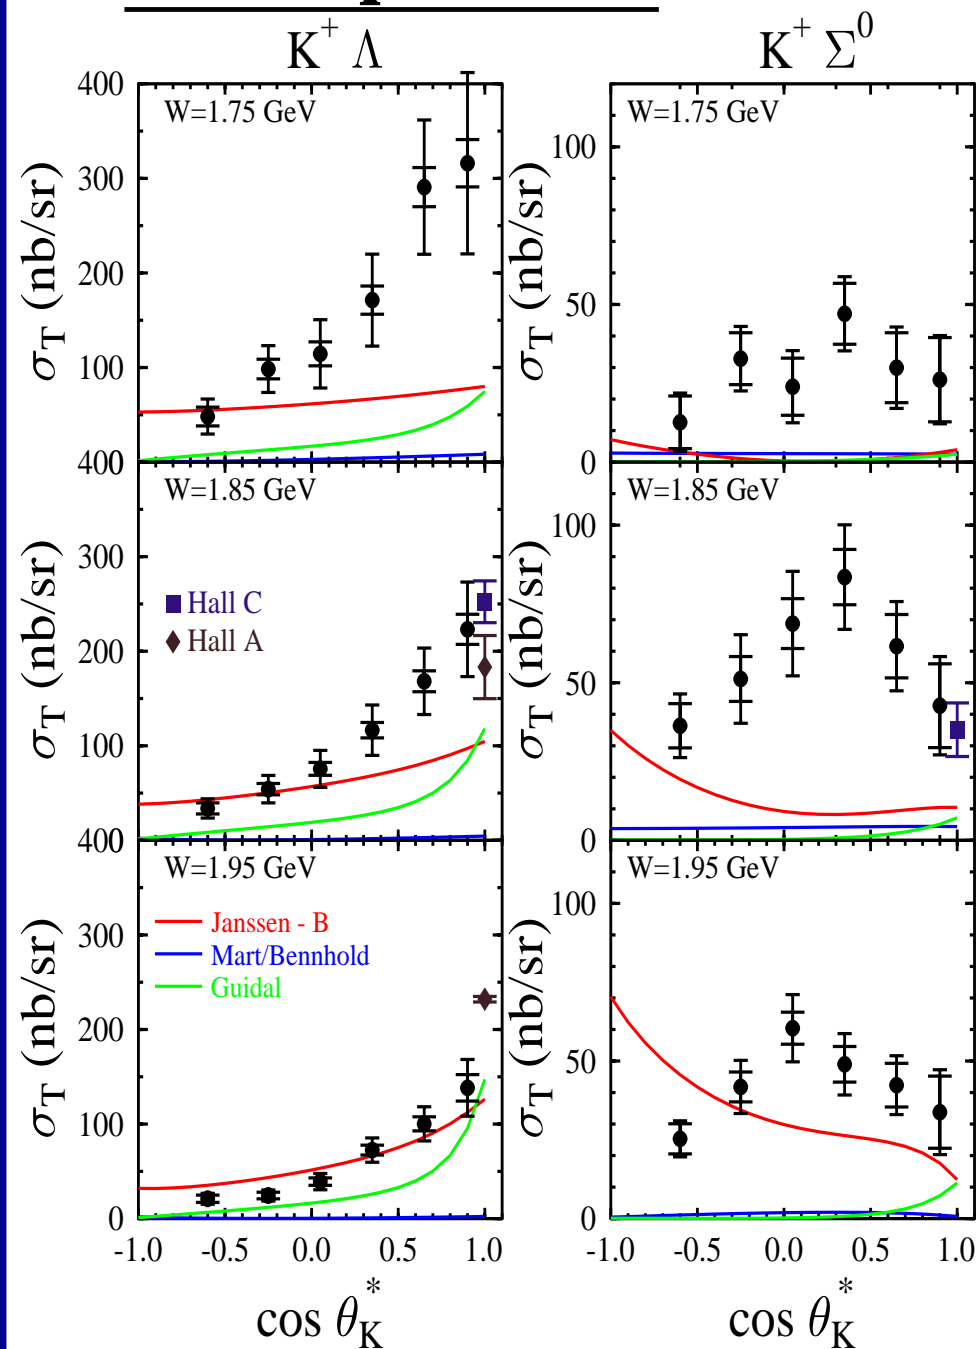 K+ Λ
K+ Σ0
W=1.75 GeV
400
300
200
100
σT (nb/sr)
W=1.75 GeV
100
50
0
σT (nb/sr)
W=1.85 GeV
400
300
200
100
σT (nb/sr)
Hall C
Hall A
W=1.85 GeV
100
50
0
σT (nb/sr)
W=1.95 GeV
400
300
200
100
0
σT (nb/sr)
Janssen - B
Mart/Bennhold
Guidal
-1.0 -0.5 0.0 0.5 1.0
cos θK*
W=1.95 GeV
100
50
0
σT (nb/sr)
-1.0 -0.5 0.0 0.5 1.0
cos θK*